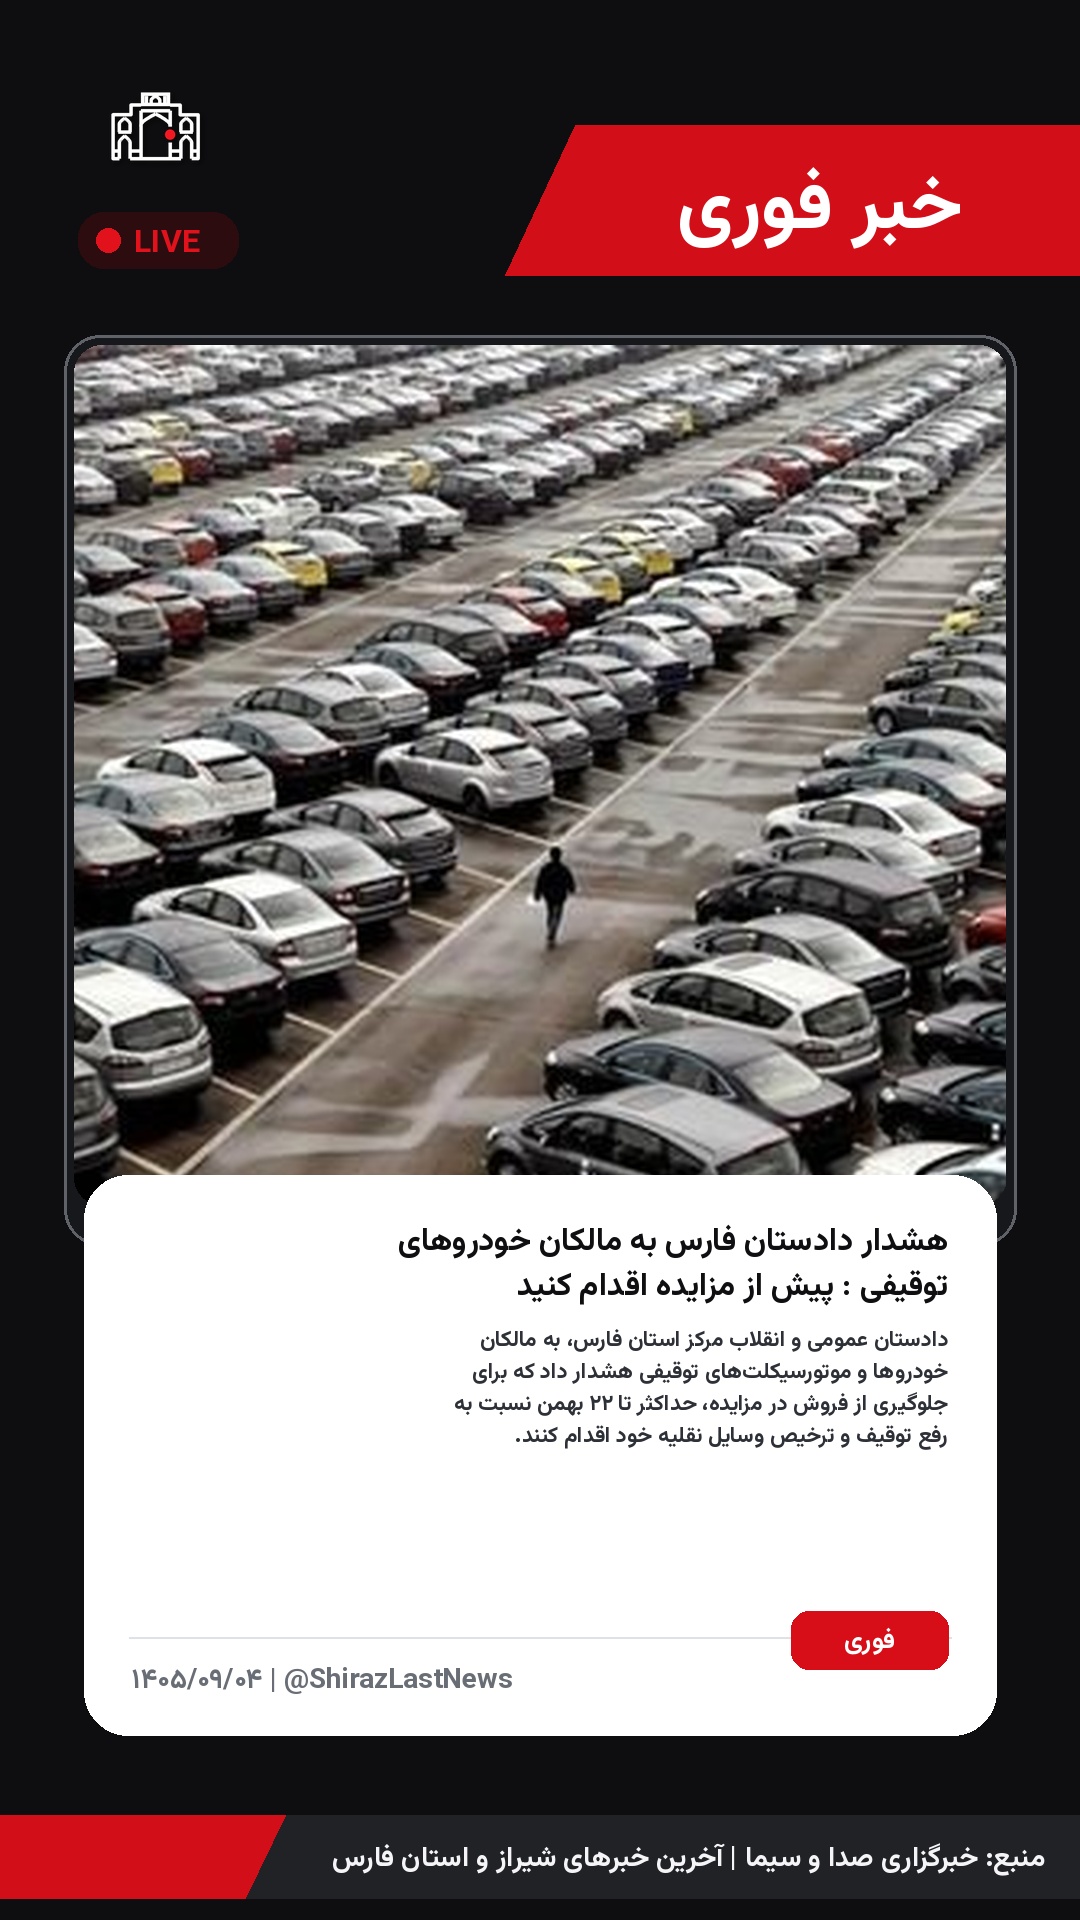 خبر فوری
LIVE
هشدار دادستان فارس به مالکان خودروهای
توقیفی : پیش از مزایده اقدام کنید
دادستان عمومی و انقلاب مرکز استان فارس، به مالکان
خودروها و موتورسیکلت‌های توقیفی هشدار داد که برای
جلوگیری از فروش در مزایده، حداکثر تا ۲۲ بهمن نسبت به
رفع توقیف و ترخیص وسایل نقلیه خود اقدام کنند.
فوری
۱۴۰۵/۰۹/۰۴ | @ShirazLastNews
منبع: خبرگزاری صدا و سیما | آخرین خبرهای شیراز و استان فارس